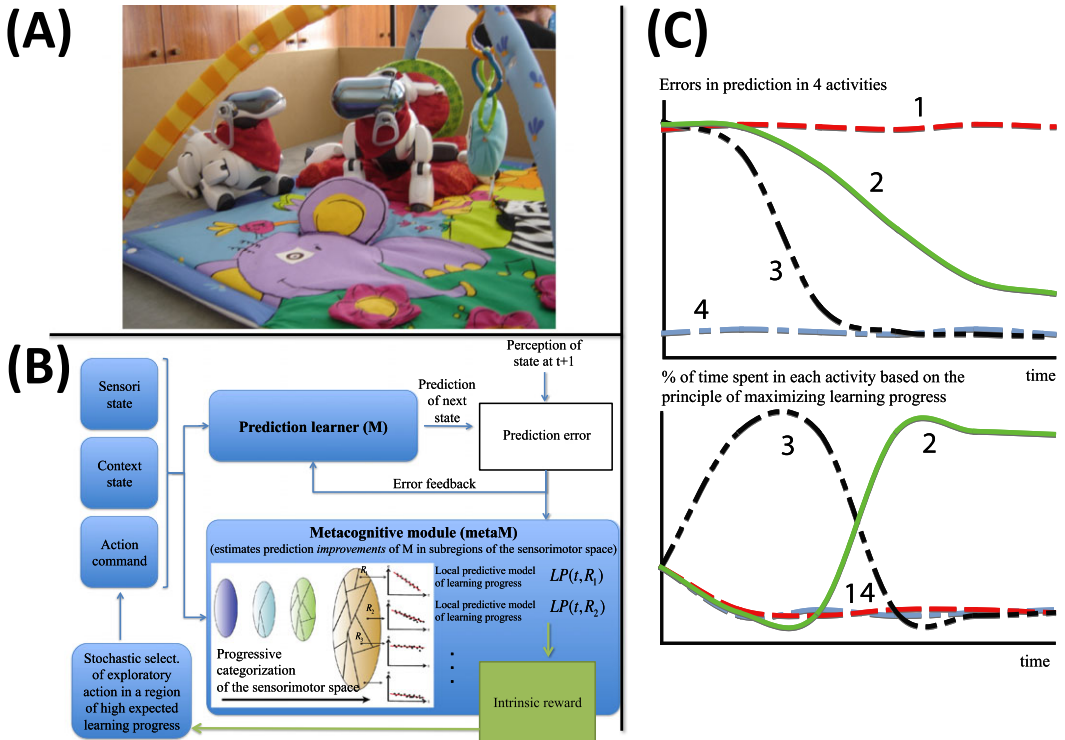 (A)
(B)
Sensori
state
Context
state
Action
command
Stochastic select.
of exploratory
action in a region
of high expected
learning progress
Prediction learner (M)
Prediction
of next
state
Perception of
state at t+1
Prediction error
Error feedback
Metacognitive module (metaM)
(estimates prediction improvements of M in subregions of the sensorimotor space)
R1
R2
R3
Local predictive model
of learning progress
LP(t,R1)
Local predictive model
of learning progress
LP(t,R2)
Progressive
categorization
of the sensorimotor space
Intrinsic reward
(C)
Errors in prediction in 4 activities
1
2
3
4
time
% of time spent in each activity based on the
principle of maximizing learning progress
3
2
1 4
time